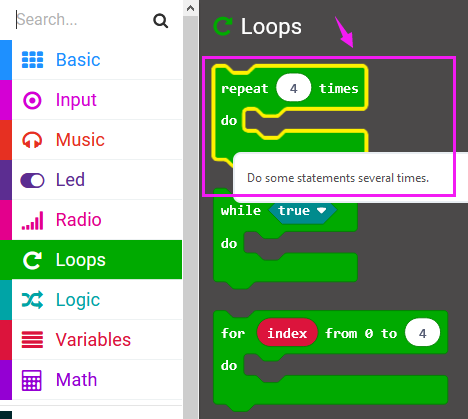 Search...
Basic
Input
Music
Led
Radio
Loops
Logic
Variables
Math
Loops
repeat 4 times
do
Do some statements several times.
while true
do
for index from 0 to 4
do